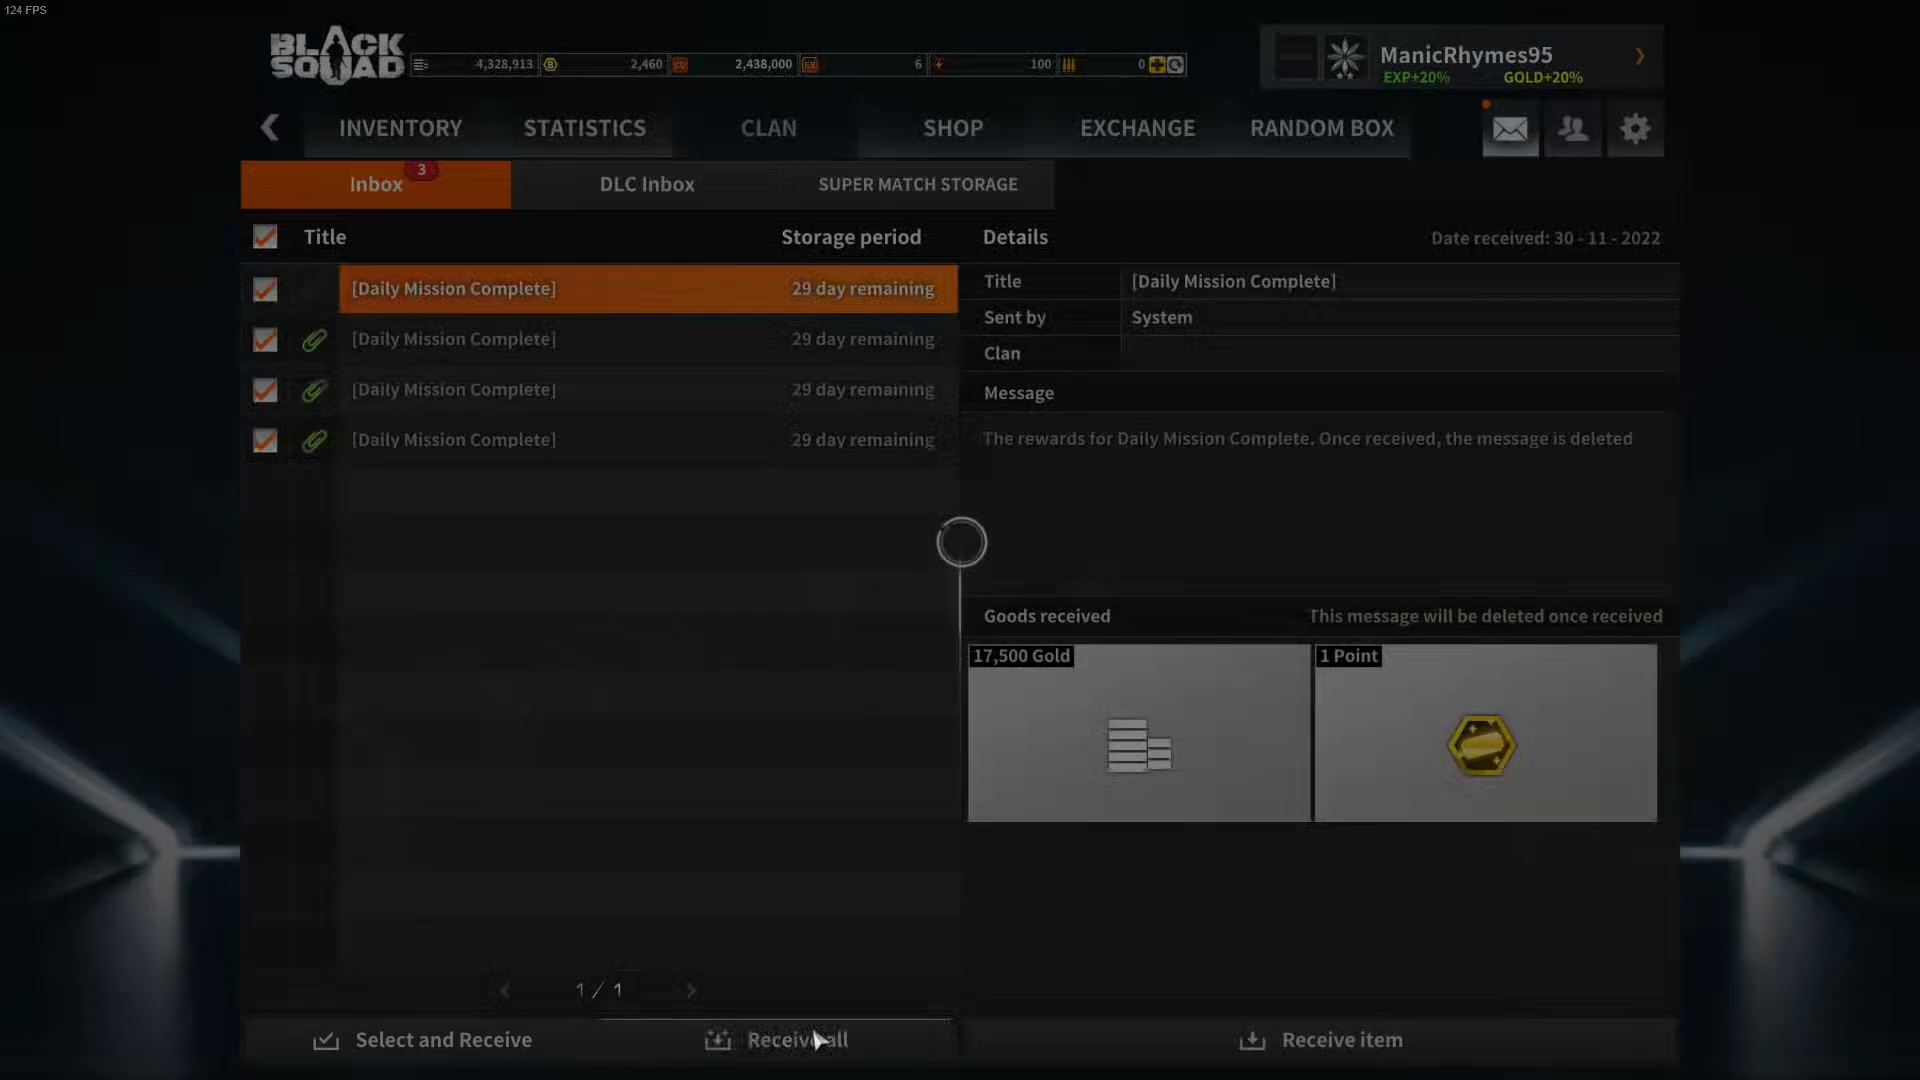 124 FPS
BLACK SQUAD
4,328,913 2,460 2,438,000 6 100 0
ManicRhymes95
EXP+20% GOLD+20%
INVENTORY STATISTICS CLAN SHOP EXCHANGE RANDOM BOX
Inbox 3 DLC Inbox SUPER MATCH STORAGE
Title Storage period Details Date received: 30 - 11 - 2022
[Daily Mission Complete] 29 day remaining
[Daily Mission Complete] 29 day remaining
[Daily Mission Complete] 29 day remaining
[Daily Mission Complete] 29 day remaining
Title [Daily Mission Complete]
Sent by System
Clan
Message
The rewards for Daily Mission Complete. Once received, the message is deleted
Goods received This message will be deleted once received
17,500 Gold 1 Point
1 / 1
Select and Receive Receive all Receive item